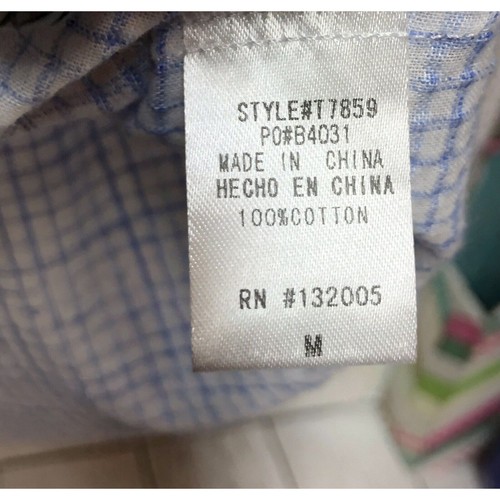 STYLE#T7859
PO#B4031
MADE IN CHINA
HECHO EN CHINA
100%COTTON
RN #132005
M